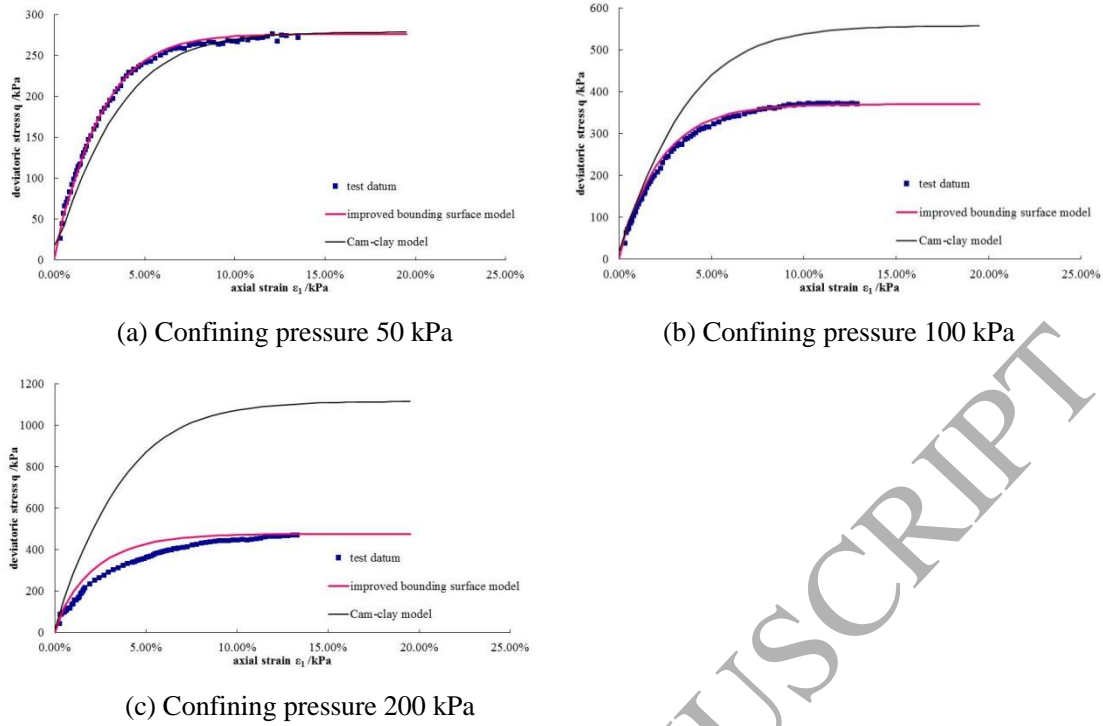 300
250
200
150
100
50
0
deviatoric stress q /kPa
test datum
improved bounding surface model
Cam-clay model
0.00% 5.00% 10.00% 15.00% 20.00% 25.00%
axial strain ε1 /kPa
(a) Confining pressure 50 kPa
600
500
400
300
200
100
0
deviatoric stress q /kPa
test datum
improved bounding surface model
Cam-clay model
0.00% 5.00% 10.00% 15.00% 20.00% 25.00%
axial strain ε1 /kPa
(b) Confining pressure 100 kPa
1200
1000
800
600
400
200
0
deviatoric stress q /kPa
test datum
improved bounding surface model
Cam-clay model
0.00% 5.00% 10.00% 15.00% 20.00% 25.00%
axial strain ε1 /kPa
(c) Confining pressure 200 kPa
USCRIPT